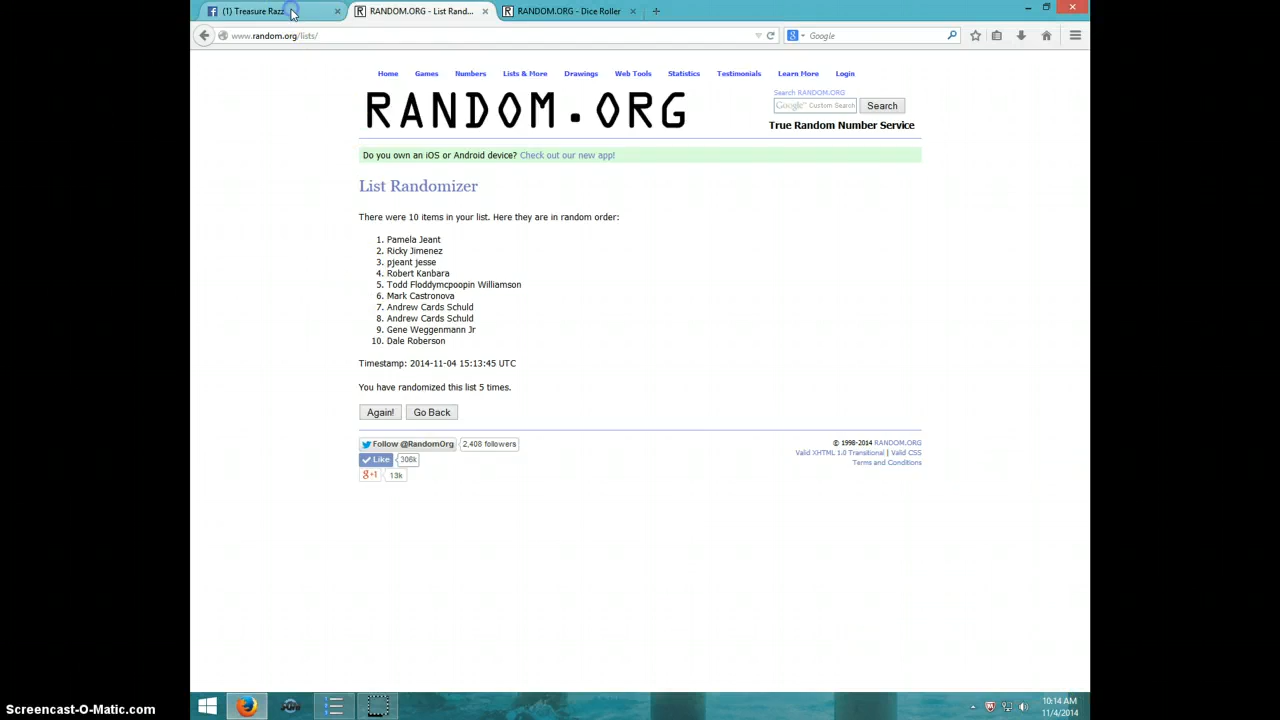 (1) Treasure Razz
RANDOM.ORG - List Rand...
RANDOM.ORG - Dice Roller
www.random.org/lists/
Google
Home Games Numbers Lists & More Drawings Web Tools Statistics Testimonials Learn More Login
RANDOM.ORG
Search RANDOM.ORG
Google™ Custom Search
Search
True Random Number Service
Do you own an iOS or Android device? Check out our new app!
List Randomizer
There were 10 items in your list. Here they are in random order:
1. Pamela Jeant
2. Ricky Jimenez
3. pjeant jesse
4. Robert Kanbara
5. Todd Floddymcpoopin Williamson
6. Mark Castronova
7. Andrew Cards Schuld
8. Andrew Cards Schuld
9. Gene Weggenmann Jr
10. Dale Roberson
Timestamp: 2014-11-04 15:13:45 UTC
You have randomized this list 5 times.
Again! Go Back
Follow @RandomOrg 2,408 followers
Like 306k
g+1 13k
© 1998-2014 RANDOM.ORG
Valid XHTML 1.0 Transitional | Valid CSS
Terms and Conditions
10:14 AM
11/4/2014
Screencast-O-Matic.com